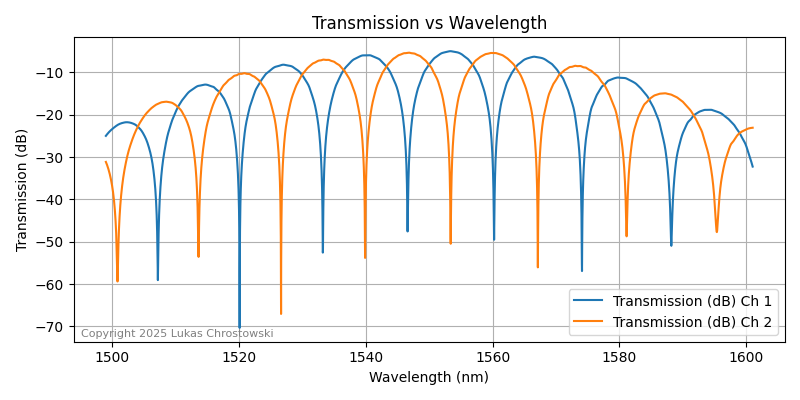 Transmission vs Wavelength
Transmission (dB)
−10
−20
−30
−40
−50
−60
−70
Transmission (dB) Ch 1
Transmission (dB) Ch 2
Copyright 2025 Lukas Chrostowski
1500
1520
1540
1560
1580
1600
Wavelength (nm)